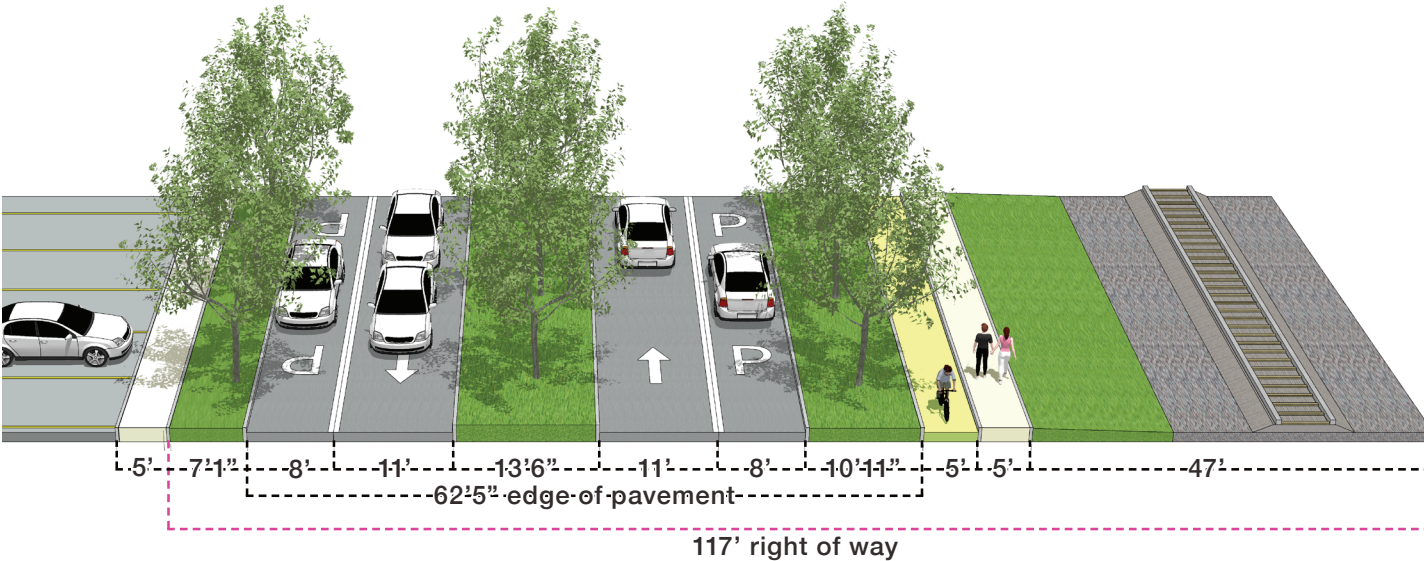 P
P
P
P
5’
7’1”
8’
11’
13’6”
11’
8’
10’11”
5’
5’
47’
62’5” edge of pavement
117’ right of way